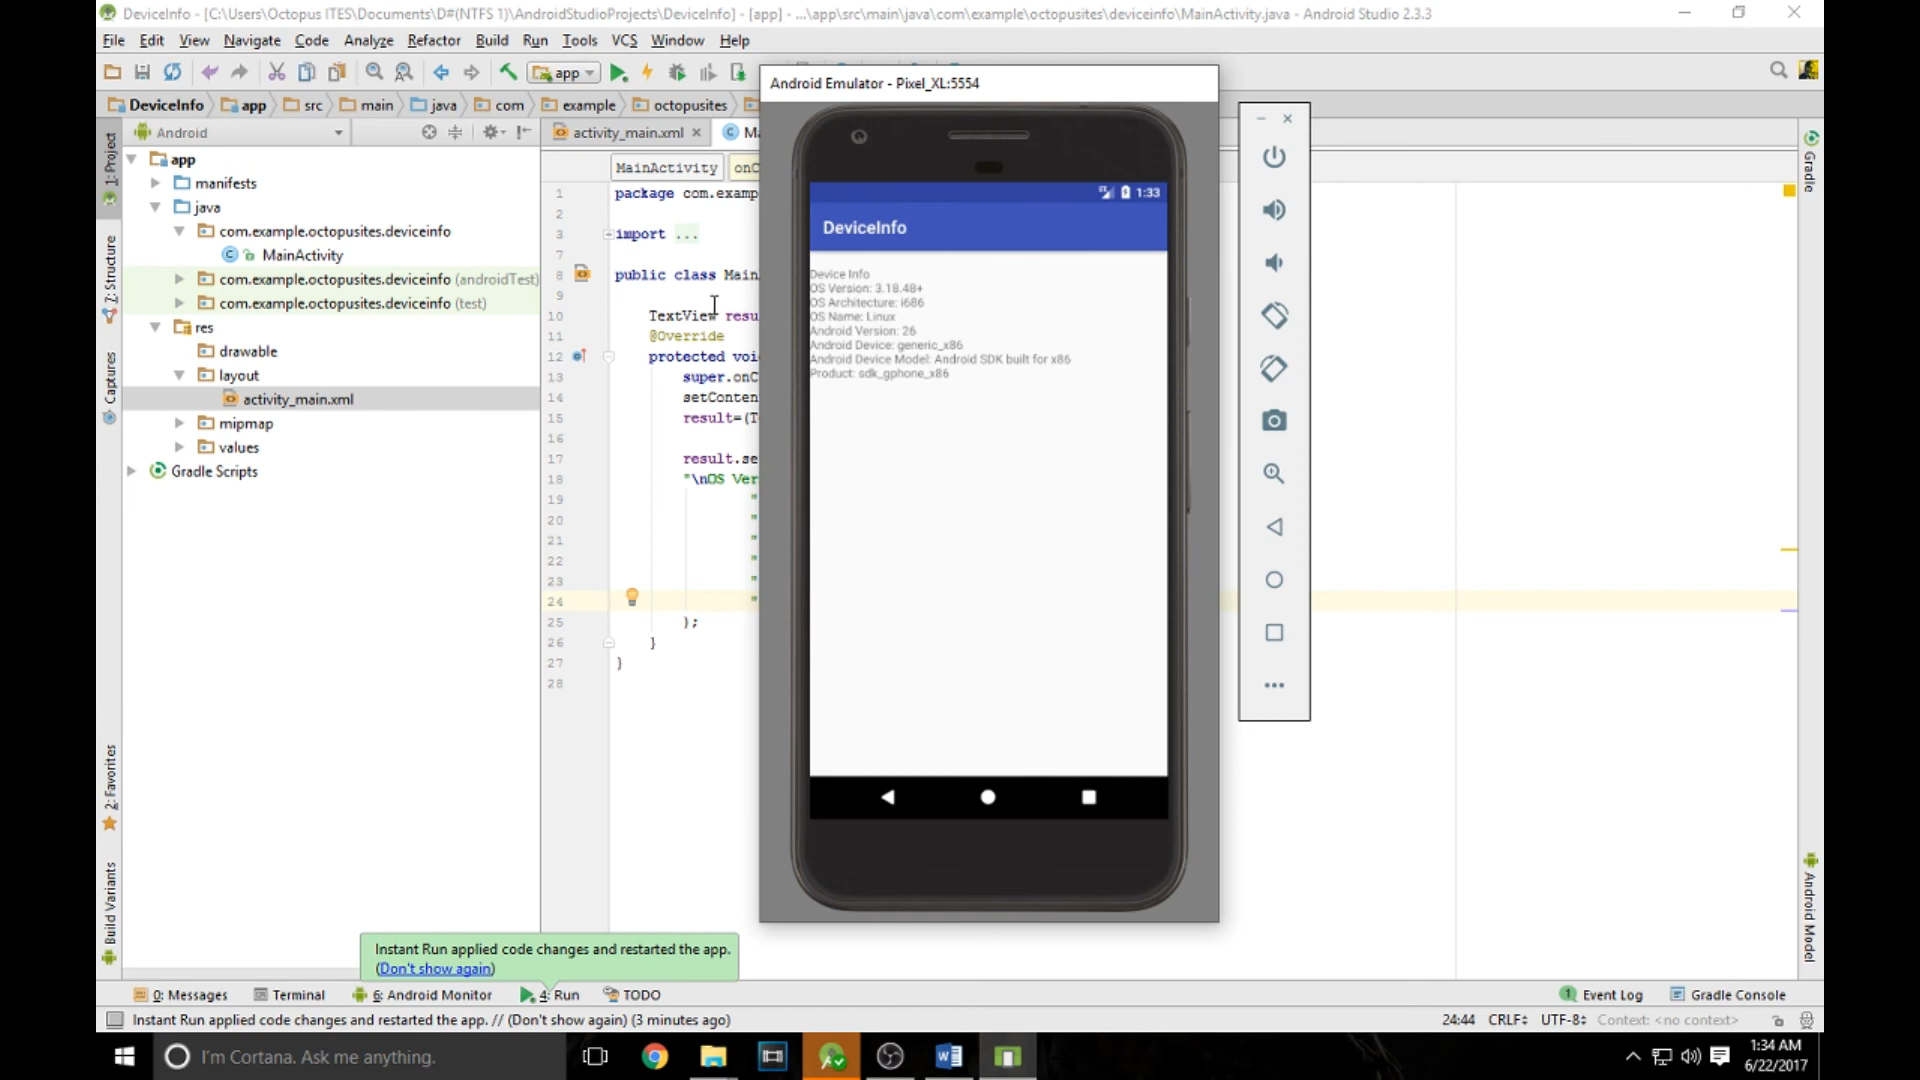 DeviceInfo - [C:\Users\Octopus ITES\Documents\D#(NTFS 1)\AndroidStudioProjects\DeviceInfo] - [app] - ...\app\src\main\java\com\example\octopusites\deviceinfo\MainActivity.java - Android Studio 2.3.3
File Edit View Navigate Code Analyze Refactor Build Run Tools VCS Window Help
app
DeviceInfo app src main java com example octopusites
Android
activity_main.xml
1: Project
7: Structure
Captures
2: Favorites
Build Variants
app
manifests
java
com.example.octopusites.deviceinfo
MainActivity
com.example.octopusites.deviceinfo (androidTest)
com.example.octopusites.deviceinfo (test)
res
drawable
layout
activity_main.xml
mipmap
values
Gradle Scripts
MainActivity onC
1 package com.examp
2
3 import ...
7
8 public class Main
9
10 TextView resu
11 @Override
12 protected voi
13 super.onC
14 setConten
15 result=(T
16
17 result.se
18 "\nOS Ver
19 "
20 "
21 "
22 "
23 "
24 "
25 );
26 }
27 }
28
Android Emulator - Pixel_XL:5554
1:33
DeviceInfo
Device Info
OS Version: 3.18.48+
OS Architecture: i686
OS Name: Linux
Android Version: 26
Android Device: generic_x86
Android Device Model: Android SDK built for x86
Product: sdk_gphone_x86
Gradle
Android Model
Instant Run applied code changes and restarted the app.
(Don't show again)
0: Messages Terminal 6: Android Monitor 4: Run TODO
1 Event Log Gradle Console
Instant Run applied code changes and restarted the app. // (Don't show again) (3 minutes ago)
24:44 CRLF UTF-8 Context: <no context>
I'm Cortana. Ask me anything.
1:34 AM
6/22/2017